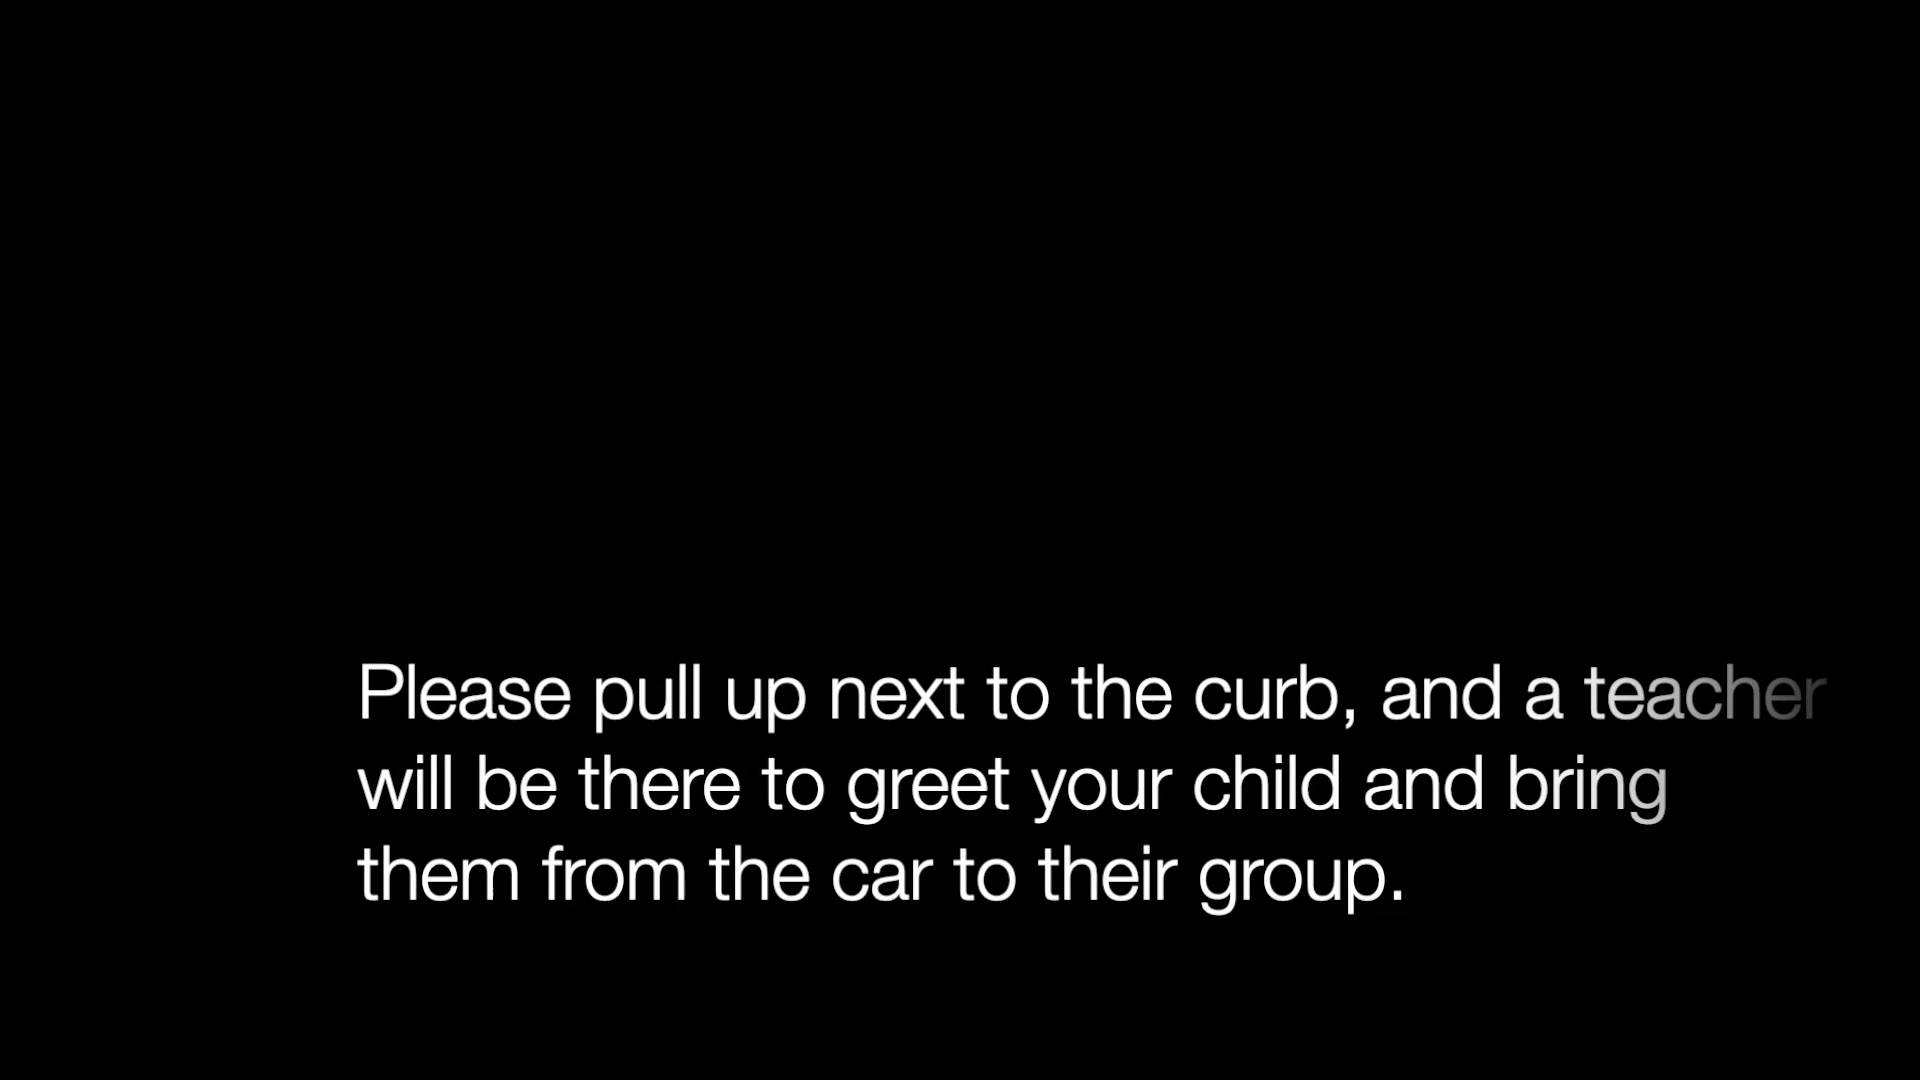 Please pull up next to the curb, and a teacher
will be there to greet your child and bring
them from the car to their group.